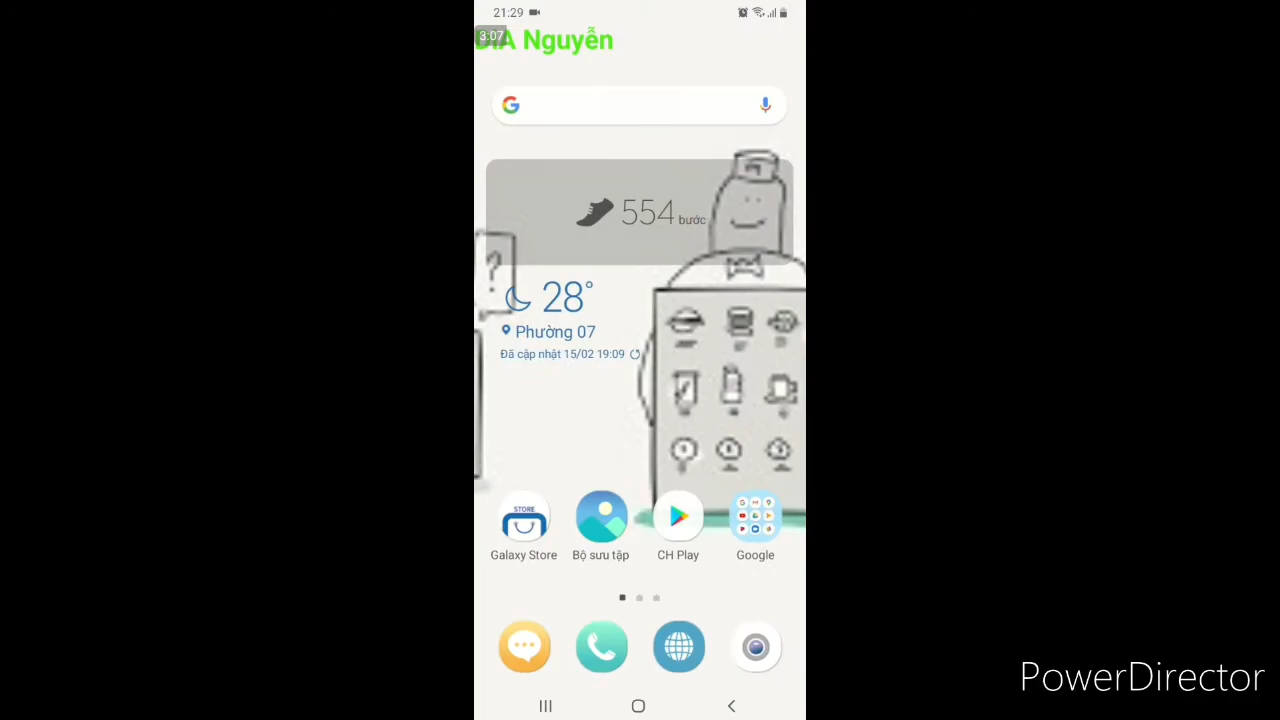 21:29
3:07
Nguyễn
554 bước
28°
Phường 07
Đã cập nhật 15/02 19:09
STORE
Galaxy Store
Bộ sưu tập
CH Play
Google
PowerDirector